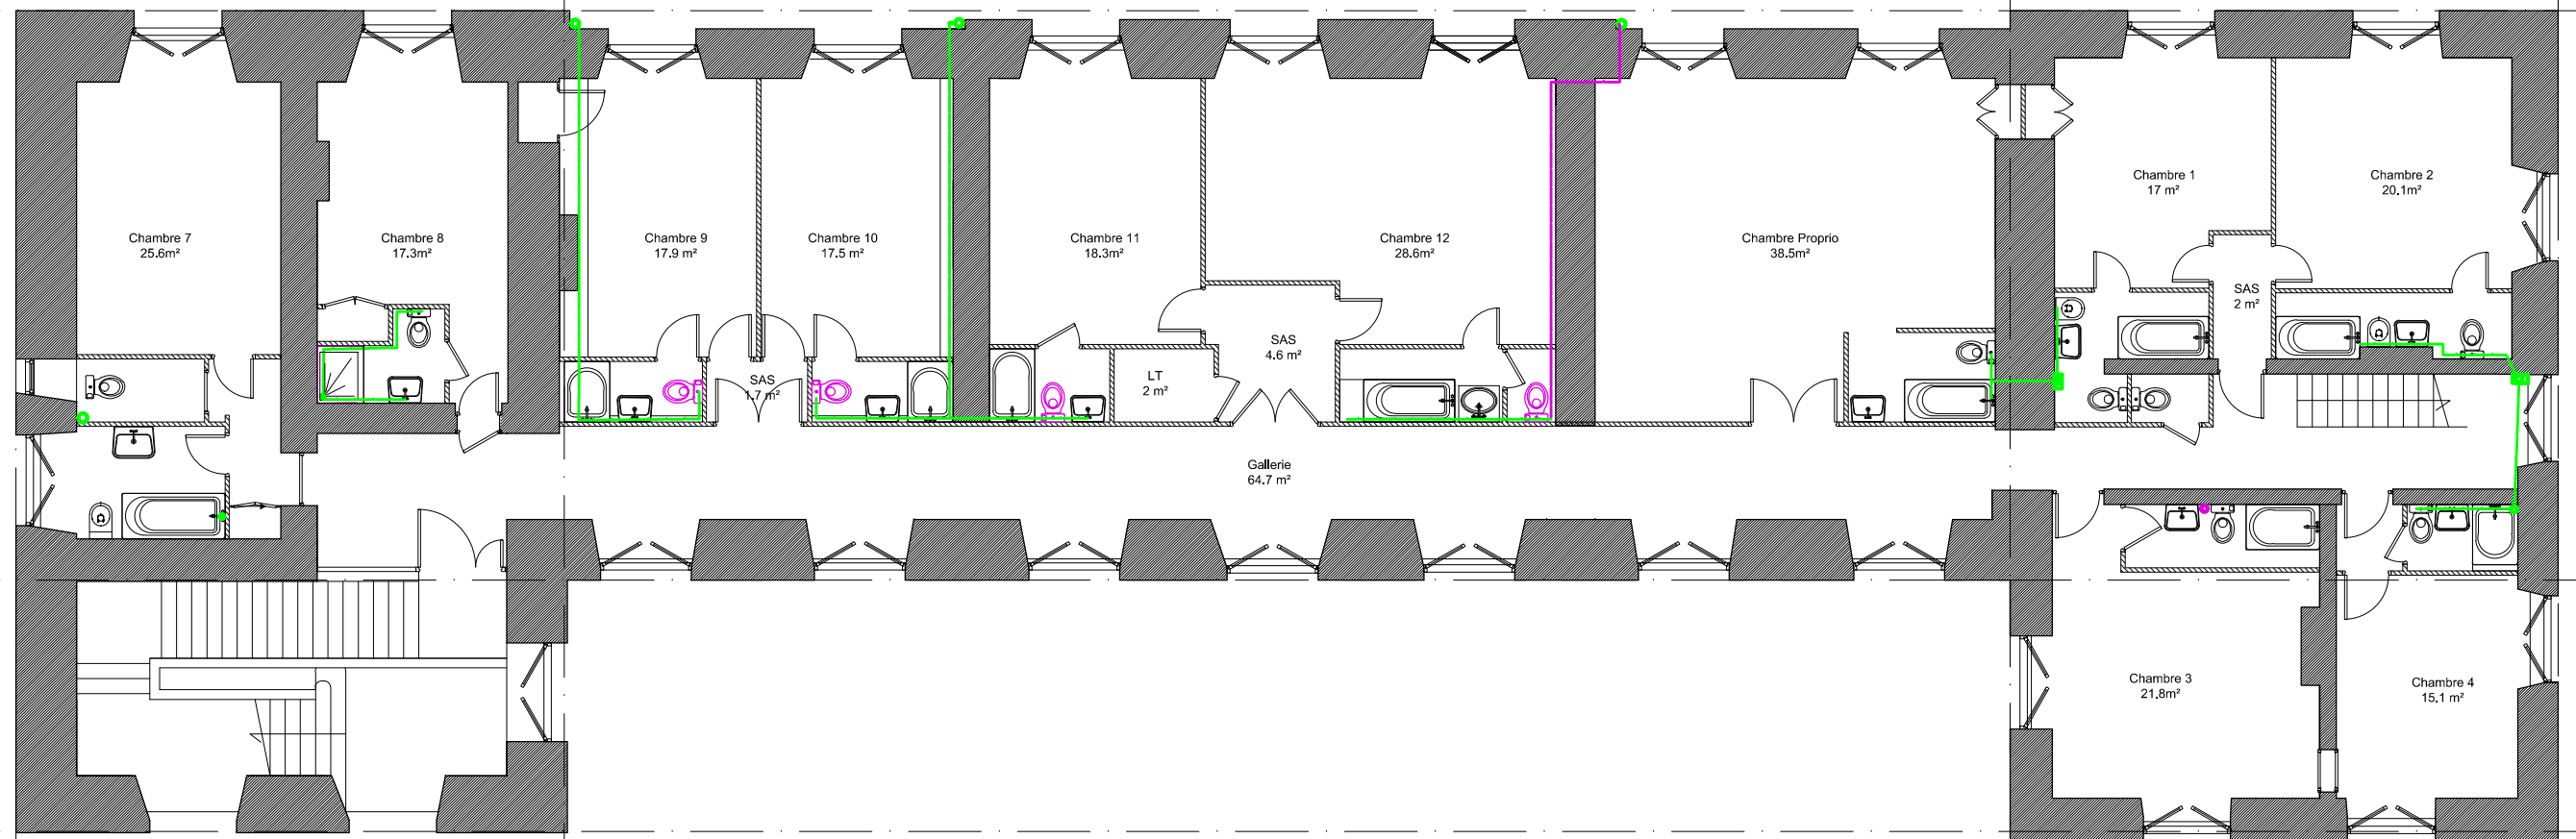 Chambre 7
25.6m²
Chambre 8
17.3m²
Chambre 9
17.9 m²
Chambre 10
17.5 m²
SAS
1.7 m²
Chambre 11
18.3m²
LT
2 m²
SAS
4.6 m²
Chambre 12
28.6m²
Chambre Proprio
38.5m²
Chambre 1
17 m²
Chambre 2
20.1m²
SAS
2 m²
Gallerie
64.7 m²
Chambre 3
21,8m²
Chambre 4
15,1 m²